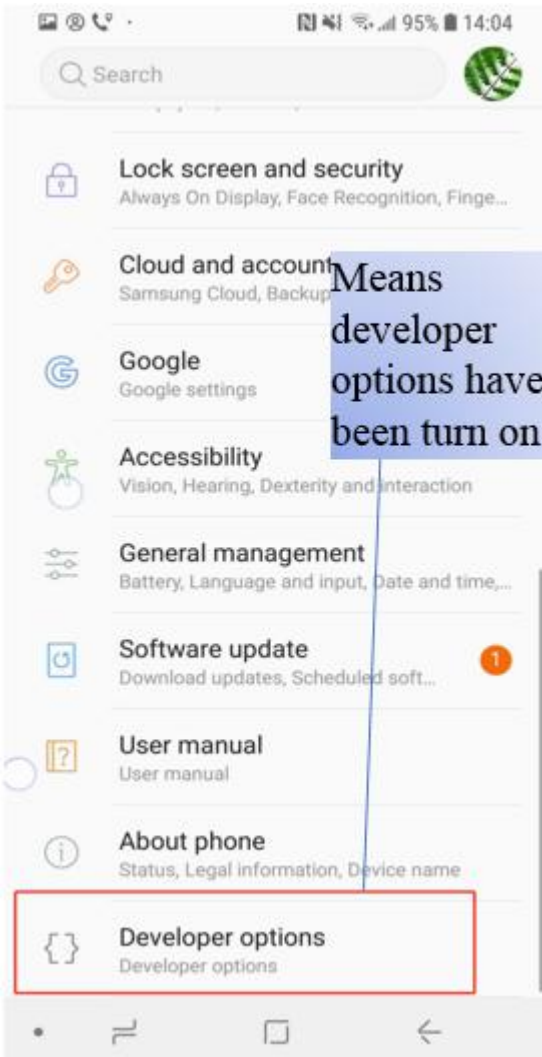 95% 14:04
Search
Lock screen and security
Always On Display, Face Recognition, Finge...
Cloud and account
Samsung Cloud, Backup
Means
developer
options have
been turn on
Google
Google settings
Accessibility
Vision, Hearing, Dexterity and interaction
General management
Battery, Language and input, Date and time,...
Software update
Download updates, Scheduled soft...
1
User manual
User manual
About phone
Status, Legal information, Device name
Developer options
Developer options